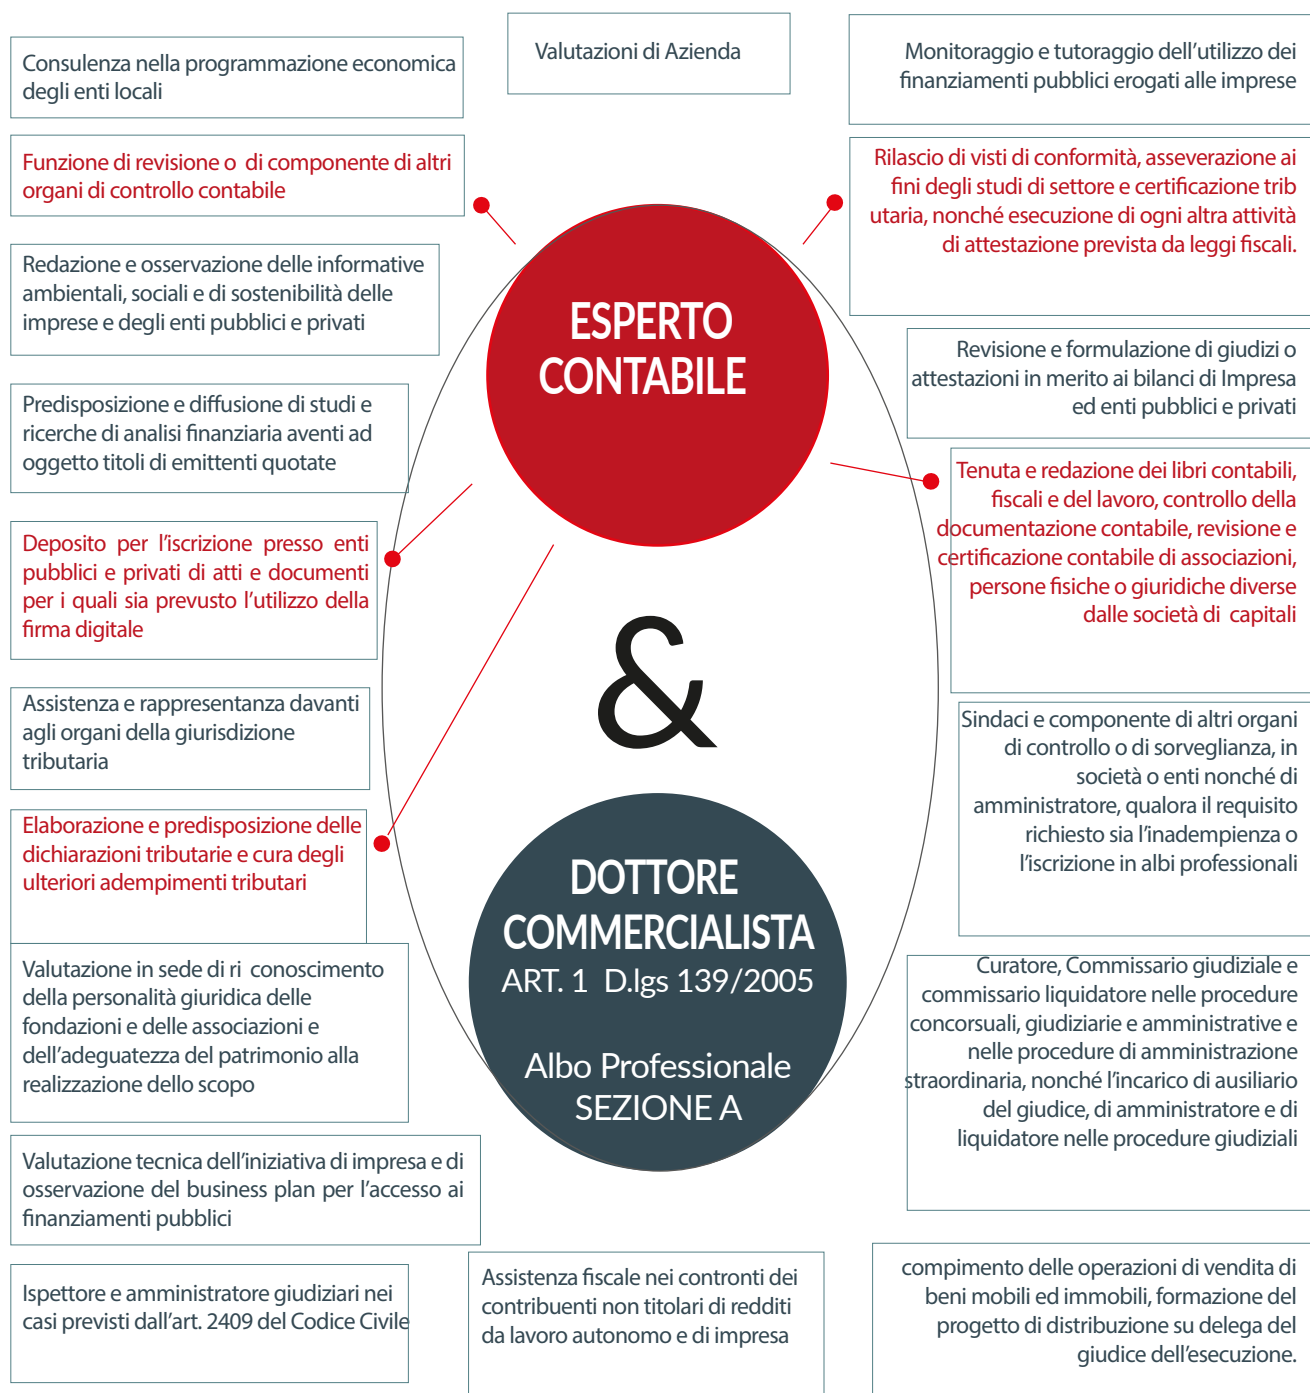 Consulenza nella programmazione economica
degli enti locali
Valutazioni di Azienda
Monitoraggio e tutoraggio dell'utilizzo dei
finanziamenti pubblici erogati alle imprese
Funzione di revisione o di componente di altri
organi di controllo contabile
Rilascio di visti di conformità, asseverazione ai
fini degli studi di settore e certificazione trib
utaria, nonché esecuzione di ogni altra attività
di attestazione prevista da leggi fiscali.
Redazione e osservazione delle informative
ambientali, sociali e di sostenibilità delle
imprese e degli enti pubblici e privati
ESPERTO
CONTABILE
Revisione e formulazione di giudizi o
attestazioni in merito ai bilanci di Impresa
ed enti pubblici e privati
Predisposizione e diffusione di studi e
ricerche di analisi finanziaria aventi ad
oggetto titoli di emittenti quotate
Tenuta e redazione dei libri contabili,
fiscali e del lavoro, controllo della
documentazione contabile, revisione e
certificazione contabile di associazioni,
persone fisiche o giuridiche diverse
dalle società di capitali
Deposito per l'iscrizione presso enti
pubblici e privati di atti e documenti
per i quali sia prevusto l'utilizzo della
firma digitale
&
Assistenza e rappresentanza davanti
agli organi della giurisdizione
tributaria
Sindaci e componente di altri organi
di controllo o di sorveglianza, in
società o enti nonché di
amministratore, qualora il requisito
richiesto sia l'inadempienza o
l'iscrizione in albi professionali
Elaborazione e predisposizione delle
dichiarazioni tributarie e cura degli
ulteriori adempimenti tributari
DOTTORE
COMMERCIALISTA
ART. 1 D.lgs 139/2005
Albo Professionale
SEZIONE A
Valutazione in sede di ri conoscimento
della personalità giuridica delle
fondazioni e delle associazioni e
dell'adeguatezza del patrimonio alla
realizzazione dello scopo
Curatore, Commissario giudiziale e
commissario liquidatore nelle procedure
concorsuali, giudiziarie e amministrative e
nelle procedure di amministrazione
straordinaria, nonché l'incarico di ausiliario
del giudice, di amministratore e di
liquidatore nelle procedure giudiziali
Valutazione tecnica dell'iniziativa di impresa e di
osservazione del business plan per l'accesso ai
finanziamenti pubblici
Ispettore e amministratore giudiziari nei
casi previsti dall'art. 2409 del Codice Civile
Assistenza fiscale nei contronti dei
contribuenti non titolari di redditi
da lavoro autonomo e di impresa
compimento delle operazioni di vendita di
beni mobili ed immobili, formazione del
progetto di distribuzione su delega del
giudice dell'esecuzione.